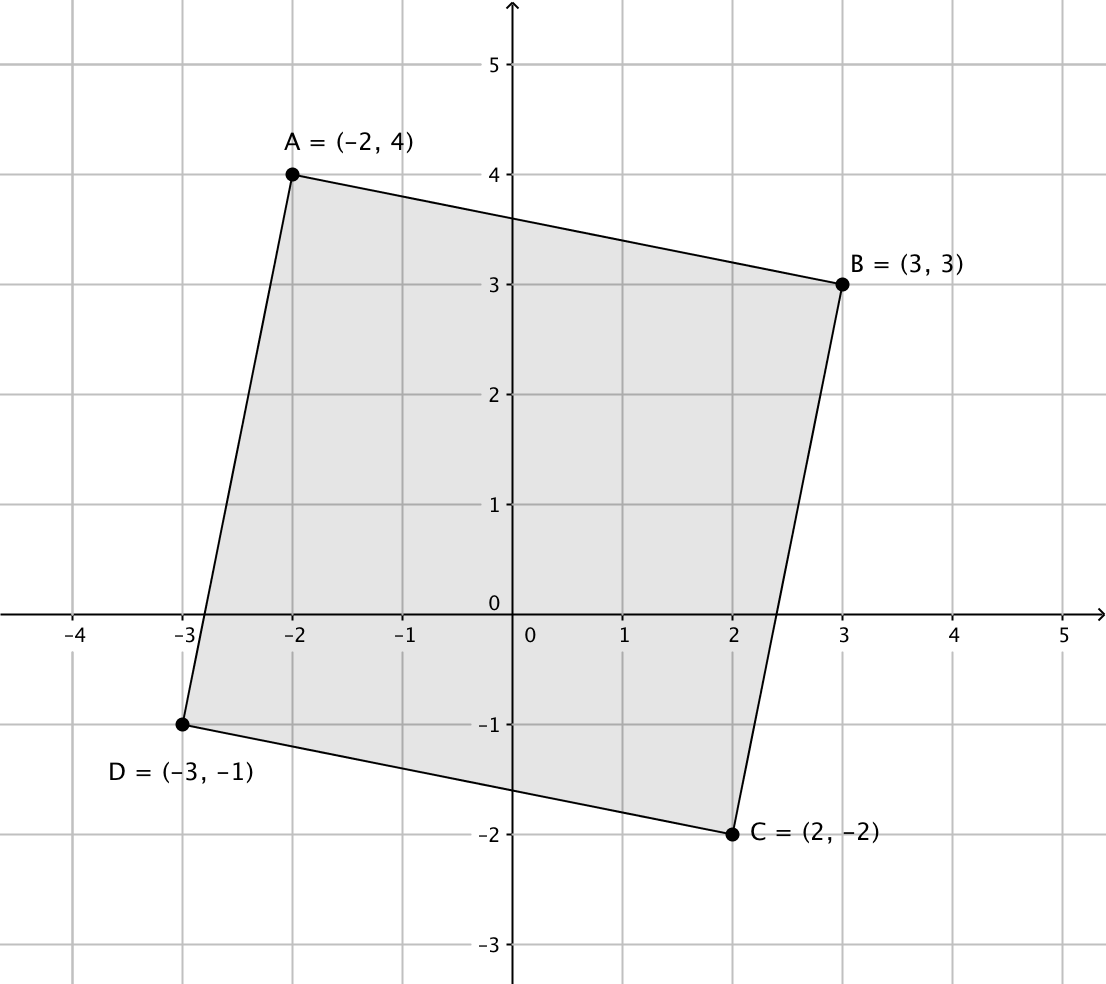 5
A = (−2, 4)
4
B = (3, 3)
3
2
1
0
−4 −3 −2 −1 0 1 2 3 4 5
−1
D = (−3, −1)
−2
C = (2, −2)
−3